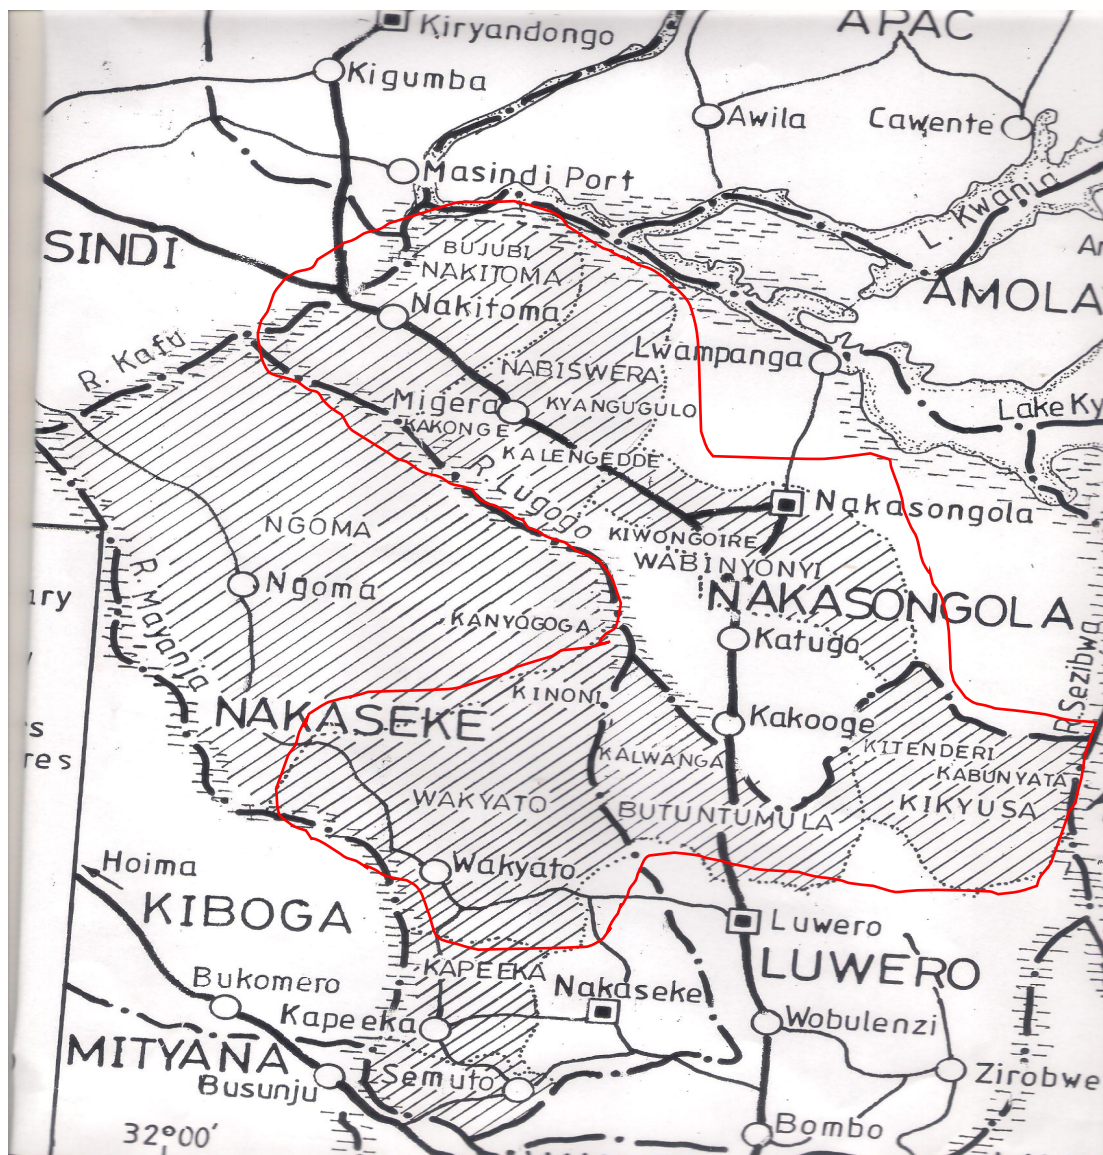 APAC
Kiryandongo
Kigumba
Awila
Cawente
Masindi Port
L. Kwania
SINDI
BUJUBI
NAKITOMA
AMOLA
Nakitoma
R. Kafu
Lwampanga
NABISWERA
Migera
KYANGUGULO
Lake Ky
KAKONGE
KALENGEDDE
R Lugogo
Nakasongola
NGOMA
KIWONGOIRE
WABINYONYI
Ngoma
ary
R Mayanja
NAKASONGOLA
KANYOGOGA
Katugo
R.Sezibwa
KINONI
NAKASEKE
Kakooge
s
KITENDERI
res
KALWANGA
KABUNYATA
WAKYATO
KIKYUSA
BUTUNTUMULA
Hoima
Wakyato
KIBOGA
Luwero
KAPEEKA
LUWERO
Bukomero
Nakaseke
Kapeeka
Wobulenzi
MITYANA
Semuto
Zirobwe
Busunju
Bombo
32°00'